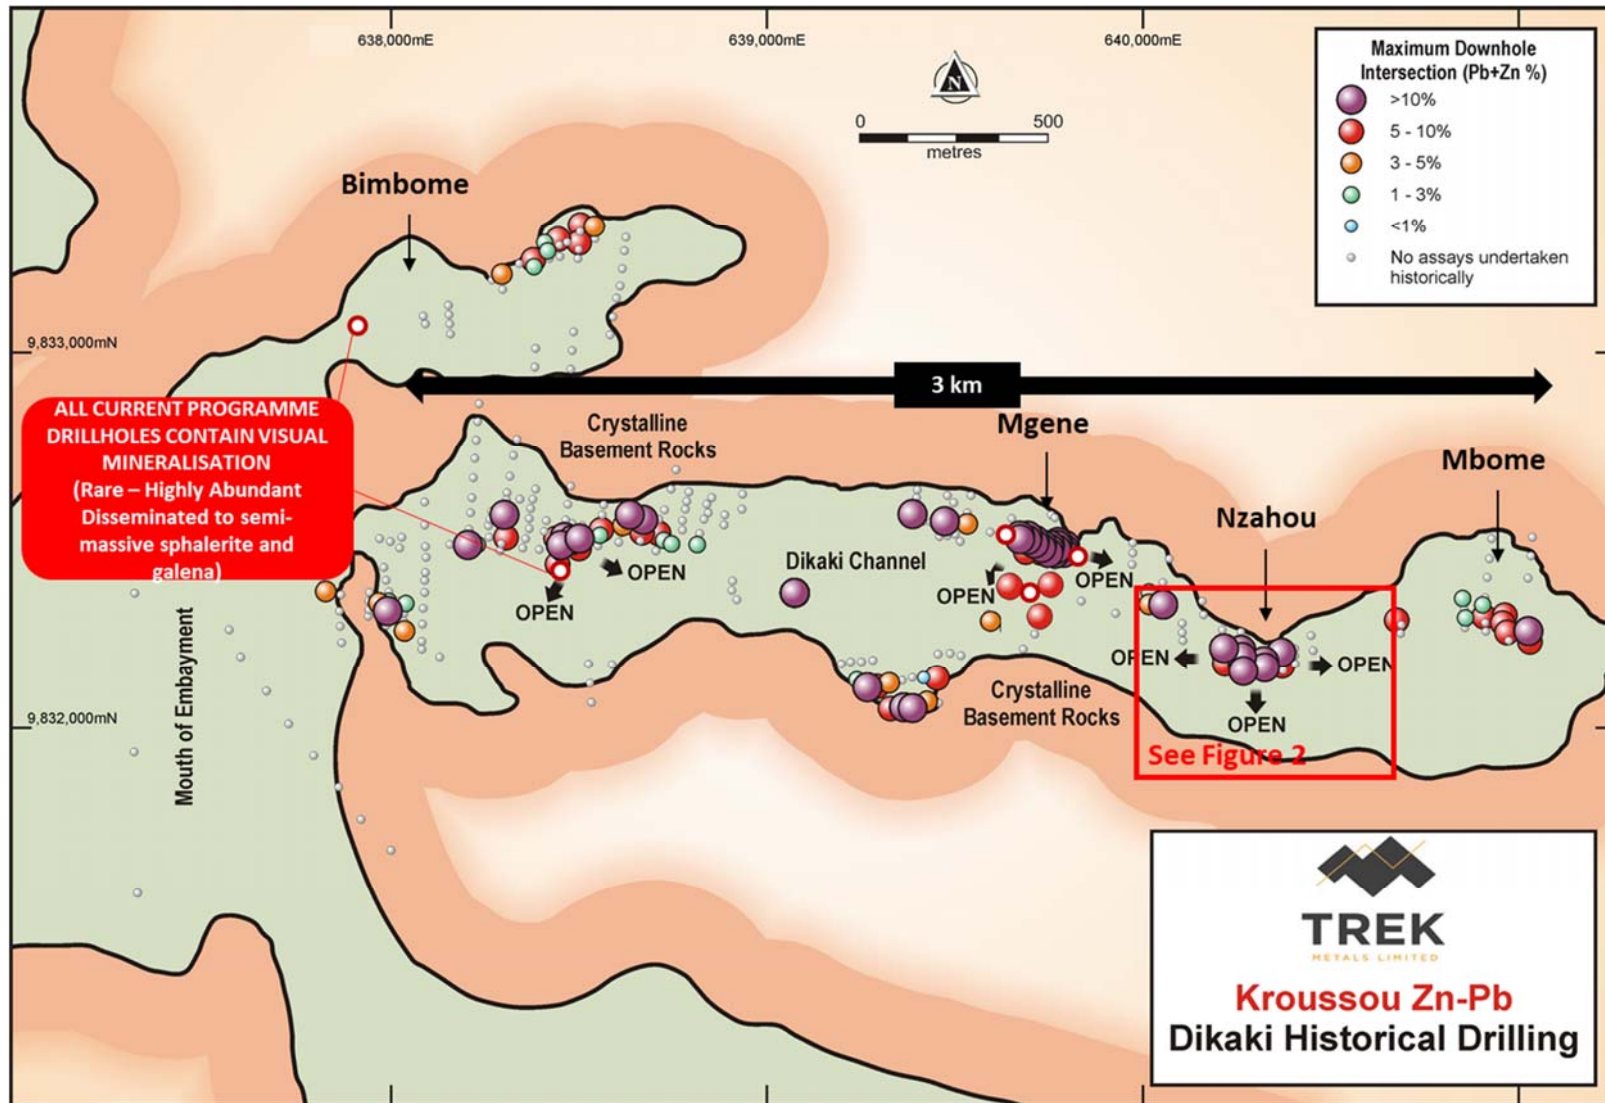 638,000mE
639,000mE
640,000mE
Maximum Downhole
Intersection (Pb+Zn %)
>10%
5 - 10%
3 - 5%
1 - 3%
<1%
No assays undertaken
historically
N
0
500
metres
Bimbome
9,833,000mN
3 km
ALL CURRENT PROGRAMME
DRILLHOLES CONTAIN VISUAL
MINERALISATION
(Rare – Highly Abundant
Disseminated to semi-
massive sphalerite and
galena)
Crystalline
Basement Rocks
Mgene
Mbome
Nzahou
Dikaki Channel
OPEN
OPEN
OPEN
OPEN
OPEN
OPEN
OPEN
Crystalline
Basement Rocks
Mouth of Embayment
9,832,000mN
See Figure 2
TREK
METALS LIMITED
Kroussou Zn-Pb
Dikaki Historical Drilling